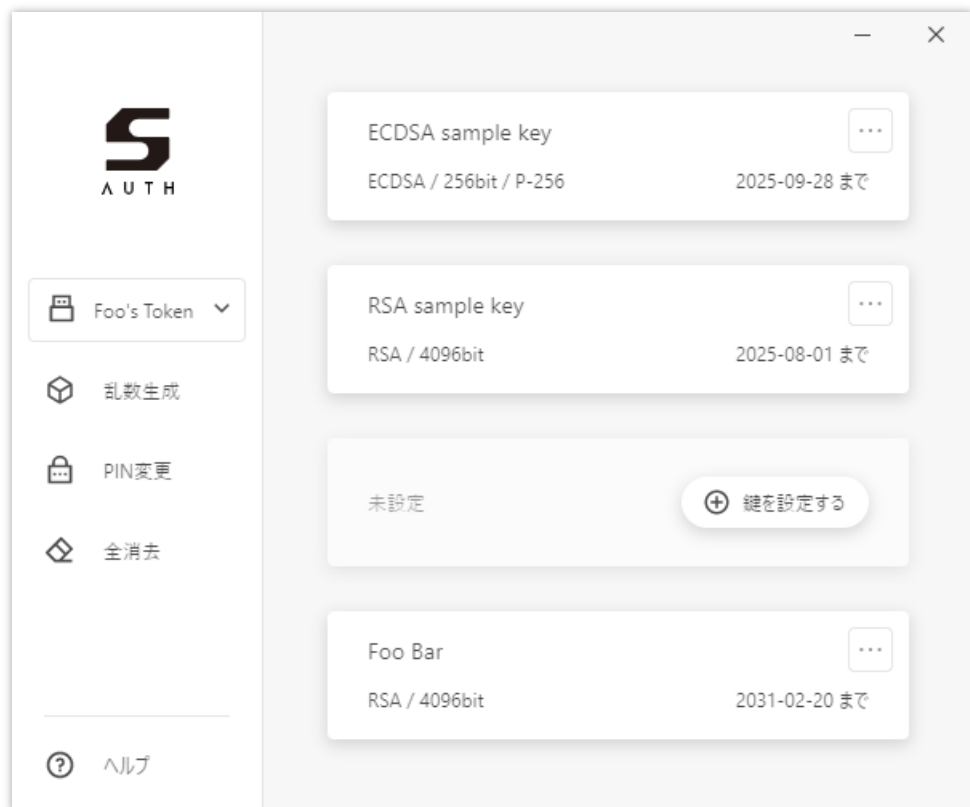 S
AUTH
Foo's Token
乱数生成
PIN変更
全消去
ヘルプ
ECDSA sample key
ECDSA / 256bit / P-256
2025-09-28 まで
RSA sample key
RSA / 4096bit
2025-08-01 まで
未設定
鍵を設定する
Foo Bar
RSA / 4096bit
2031-02-20 まで